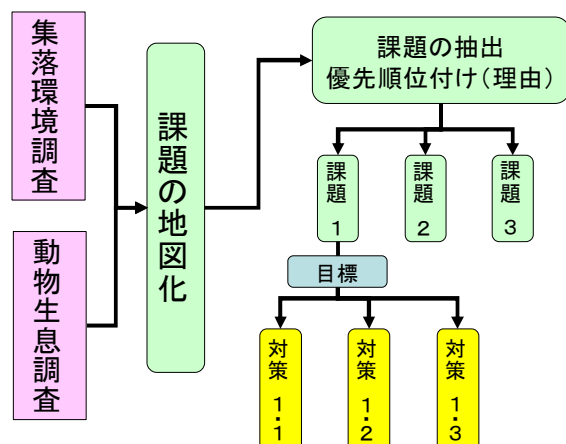 集落環境調査
動物生息調査
課題の地図化
課題の抽出
優先順位付け(理由)
課題 1
課題 2
課題 3
目標
対策 1・1
対策 1・2
対策 1・3